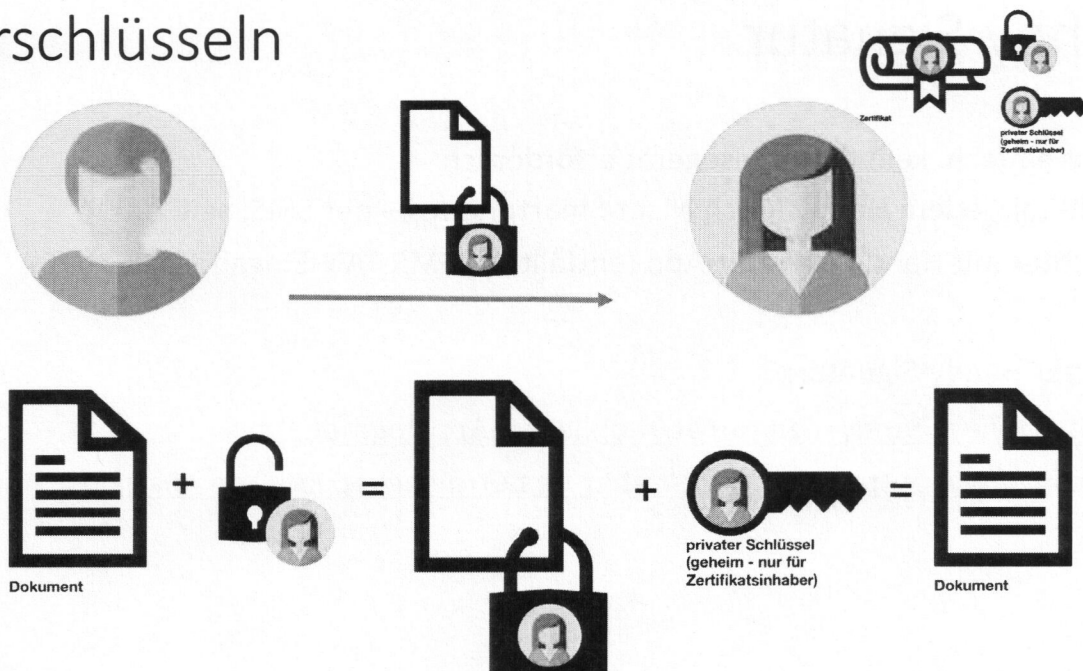 rschlüsseln
Zertifikat
privater Schlüssel
(geheim - nur für
Zertifikatsinhaber)
+
=
+
=
Dokument
privater Schlüssel
(geheim - nur für
Zertifikatsinhaber)
Dokument